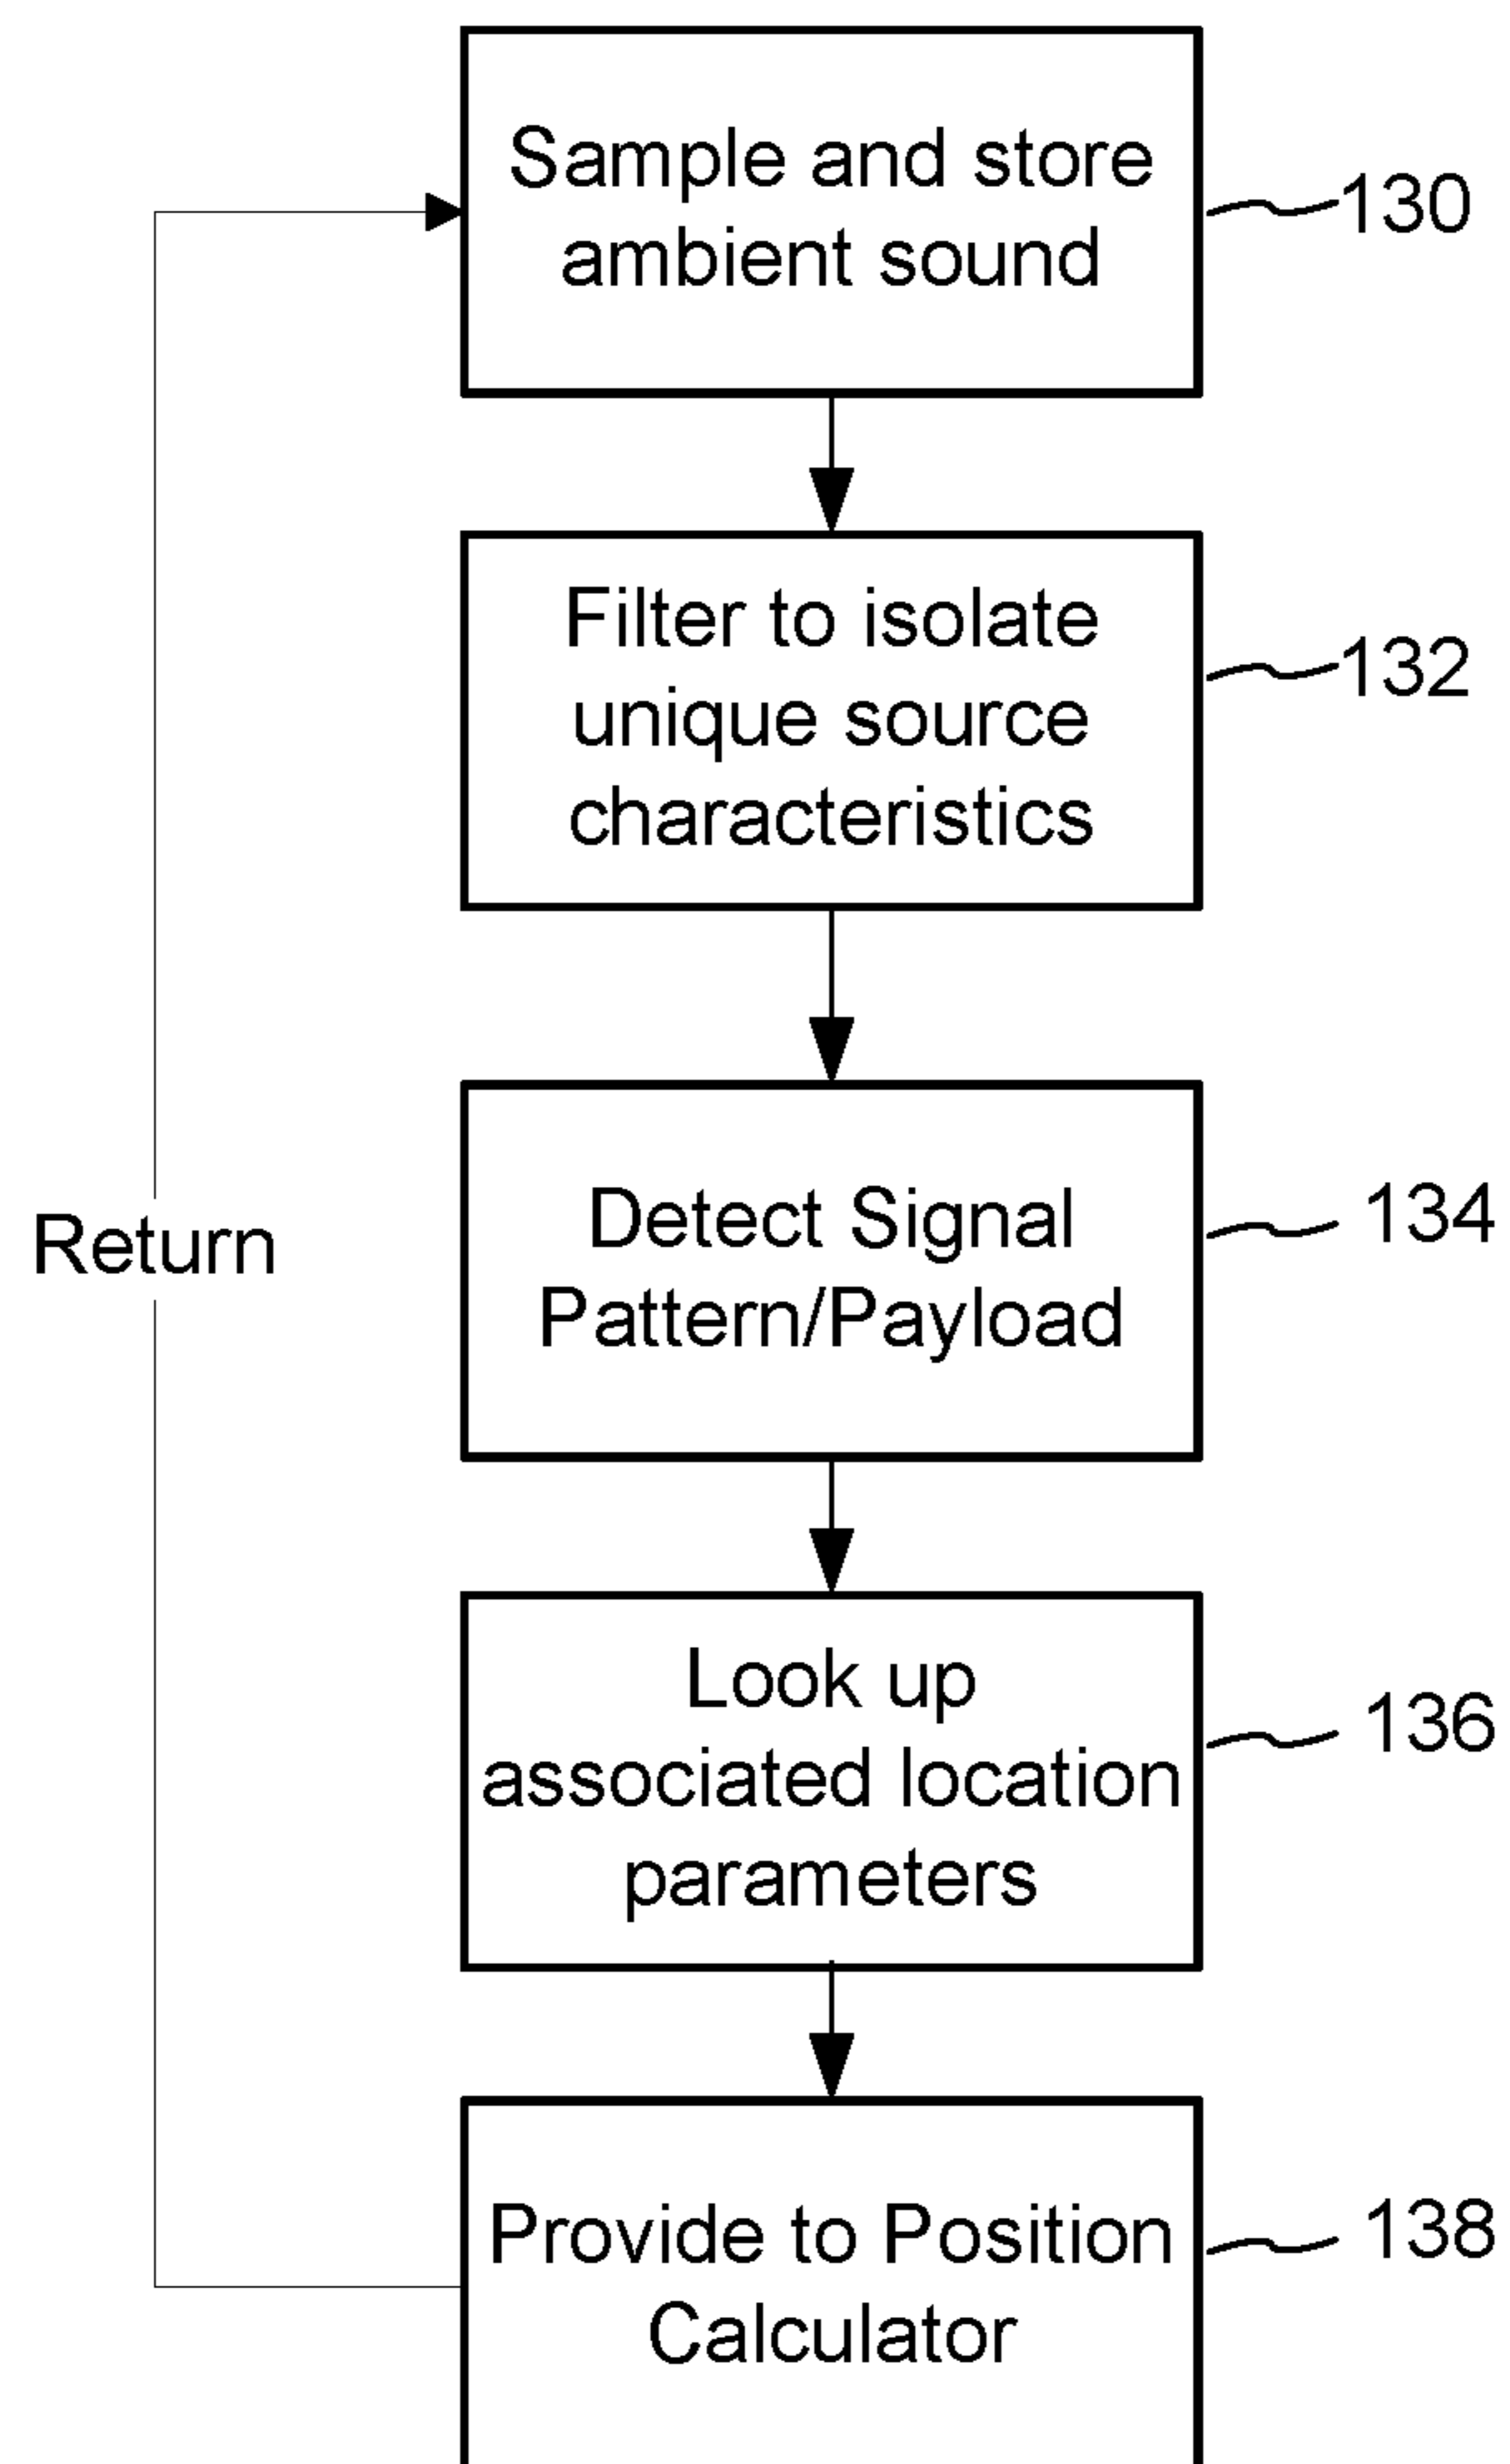 Sample and store
ambient sound
130
Filter to isolate
unique source
characteristics
132
Return
Detect Signal
Pattern/Payload
134
Look up
associated location
parameters
136
Provide to Position
Calculator
138